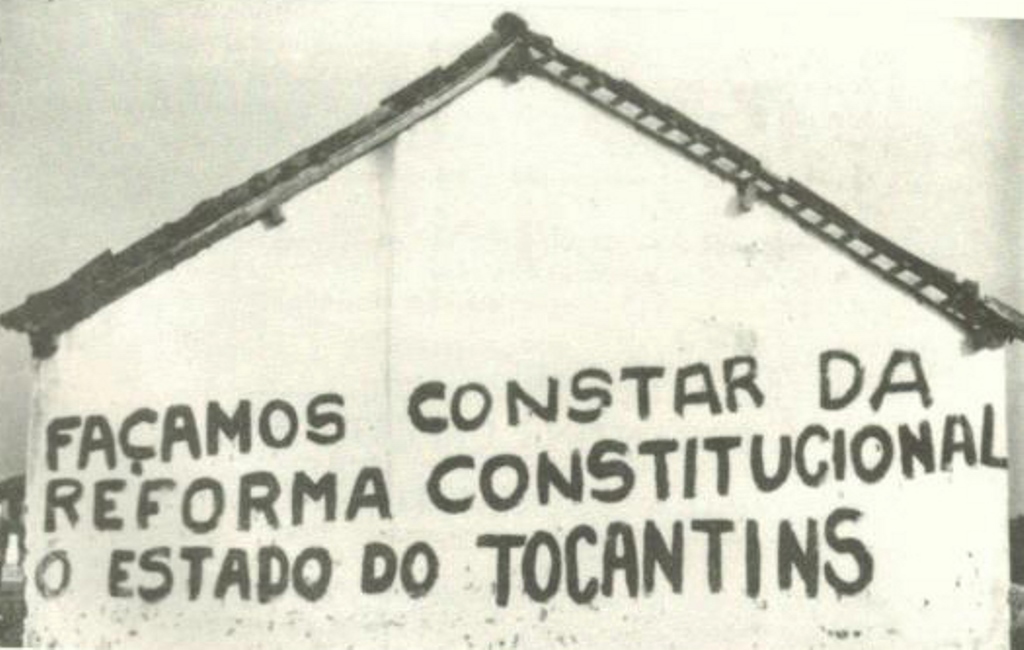 FAÇAMOS CONSTAR DA
REFORMA CONSTITUCIONAL
O ESTADO DO TOCANTINS